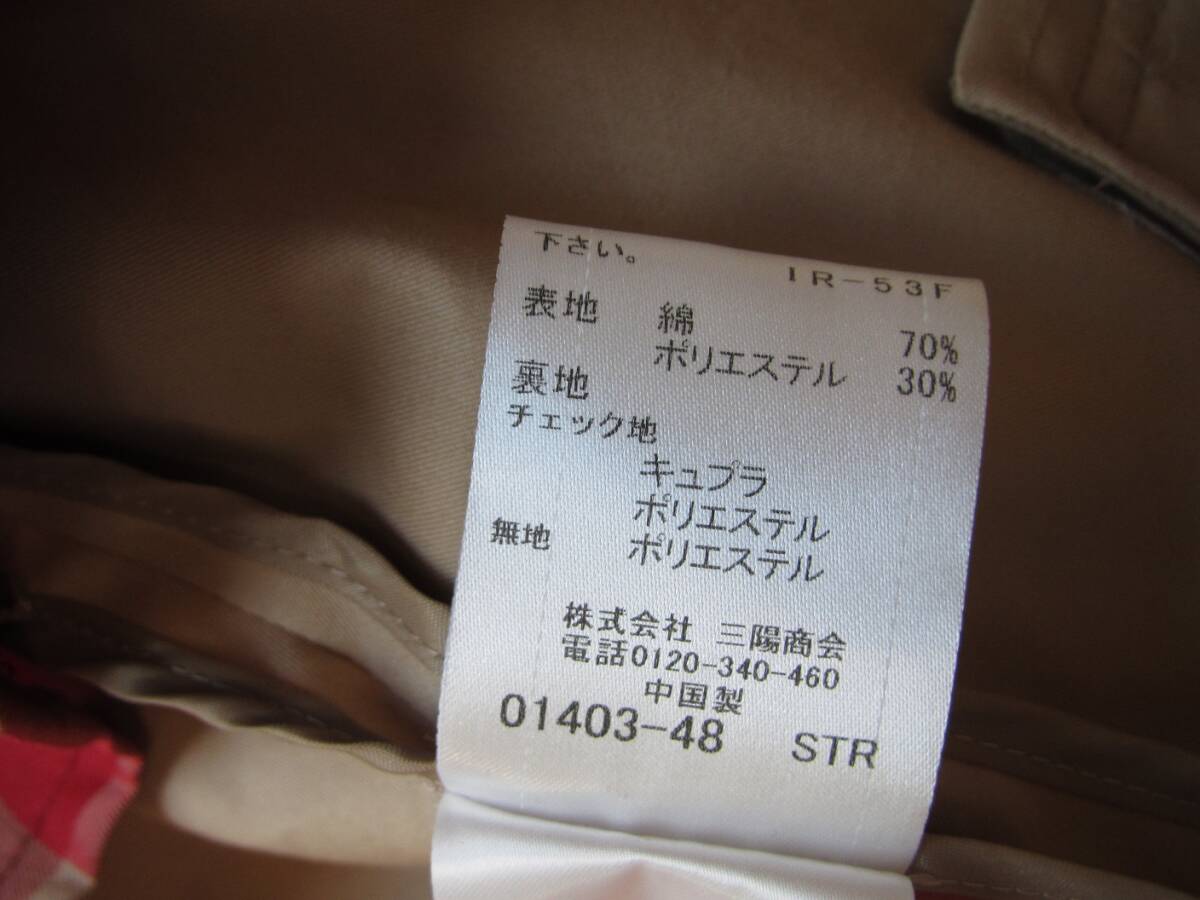 下さい。 IR-53F
表地 綿 70%
ポリエステル 30%
裏地
チェック地
キュプラ
ポリエステル
無地 ポリエステル
株式会社 三陽商会
電話0120-340-460
中国製
01403-48 STR